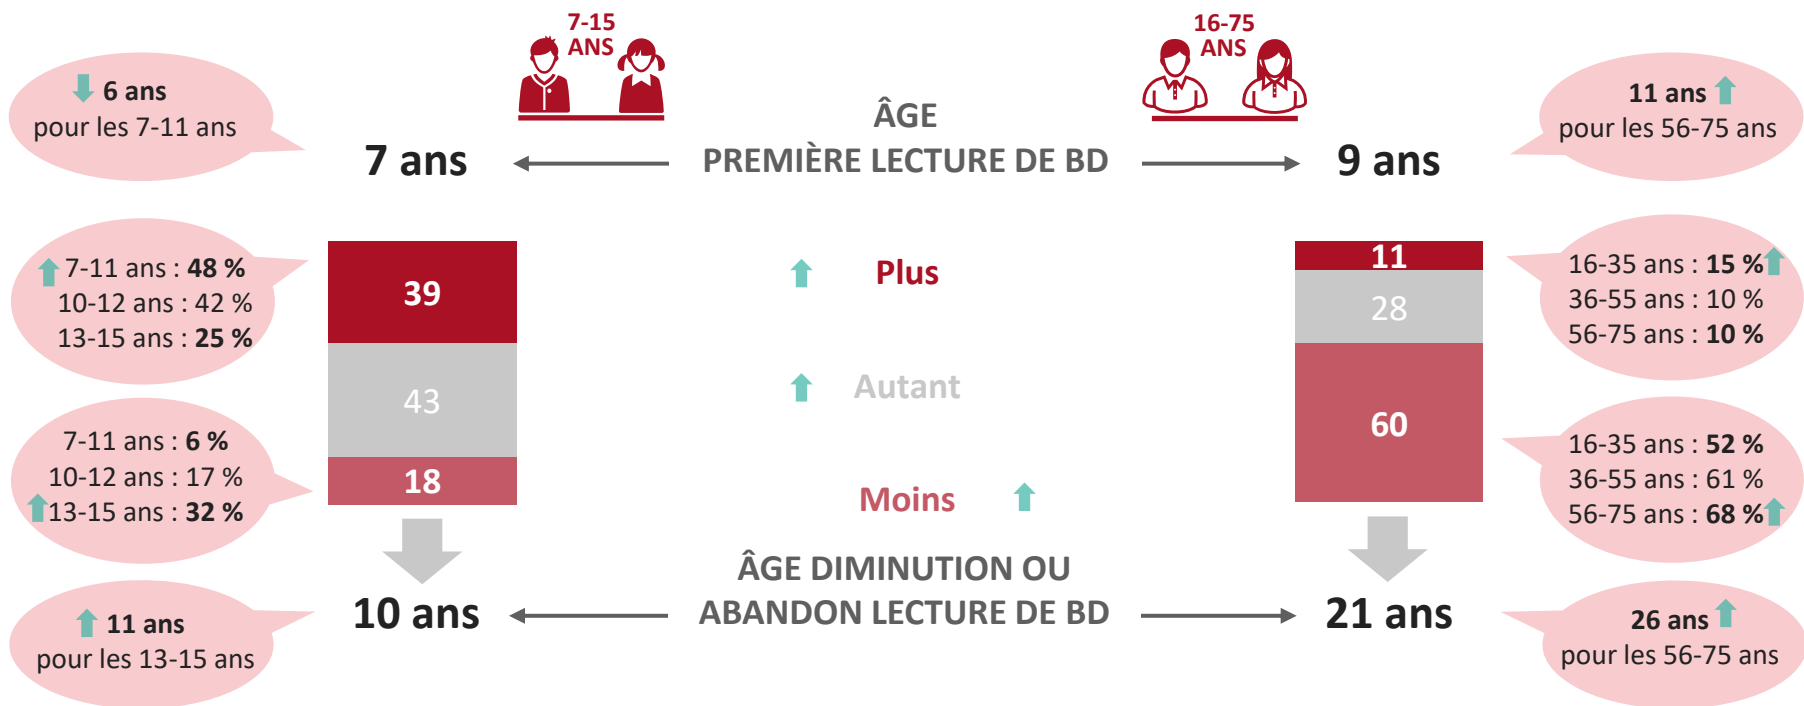 7-15
ANS
16-75
ANS
6 ans
pour les 7-11 ans
11 ans
pour les 56-75 ans
ÂGE
PREMIÈRE LECTURE DE BD
7 ans
9 ans
7-11 ans : 48 %
10-12 ans : 42 %
13-15 ans : 25 %
39
43
18
Plus
Autant
Moins
11
28
60
16-35 ans : 15 %
36-55 ans : 10 %
56-75 ans : 10 %
7-11 ans : 6 %
10-12 ans : 17 %
13-15 ans : 32 %
16-35 ans : 52 %
36-55 ans : 61 %
56-75 ans : 68 %
ÂGE DIMINUTION OU
ABANDON LECTURE DE BD
10 ans
21 ans
11 ans
pour les 13-15 ans
26 ans
pour les 56-75 ans